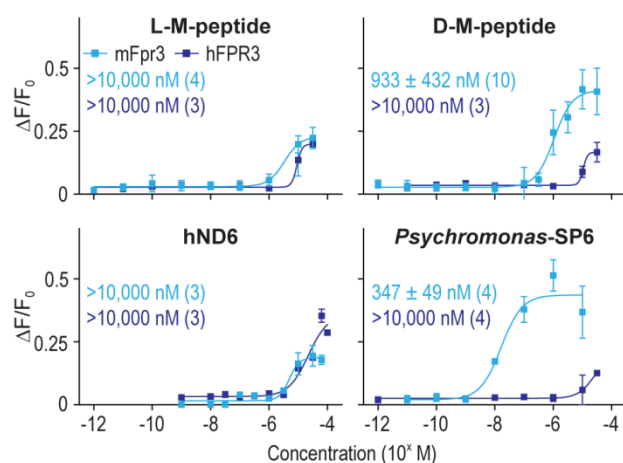 L-M-peptide
D-M-peptide
mFpr3 hFPR3
>10,000 nM (4)
>10,000 nM (3)
933 ± 432 nM (10)
>10,000 nM (3)
ΔF/F0
0.5
0.25
0
hND6
Psychromonas-SP6
>10,000 nM (3)
>10,000 nM (3)
347 ± 49 nM (4)
>10,000 nM (4)
ΔF/F0
0.5
0.25
0
-12 -10 -8 -6 -4
-12 -10 -8 -6 -4
Concentration (10ˣ M)